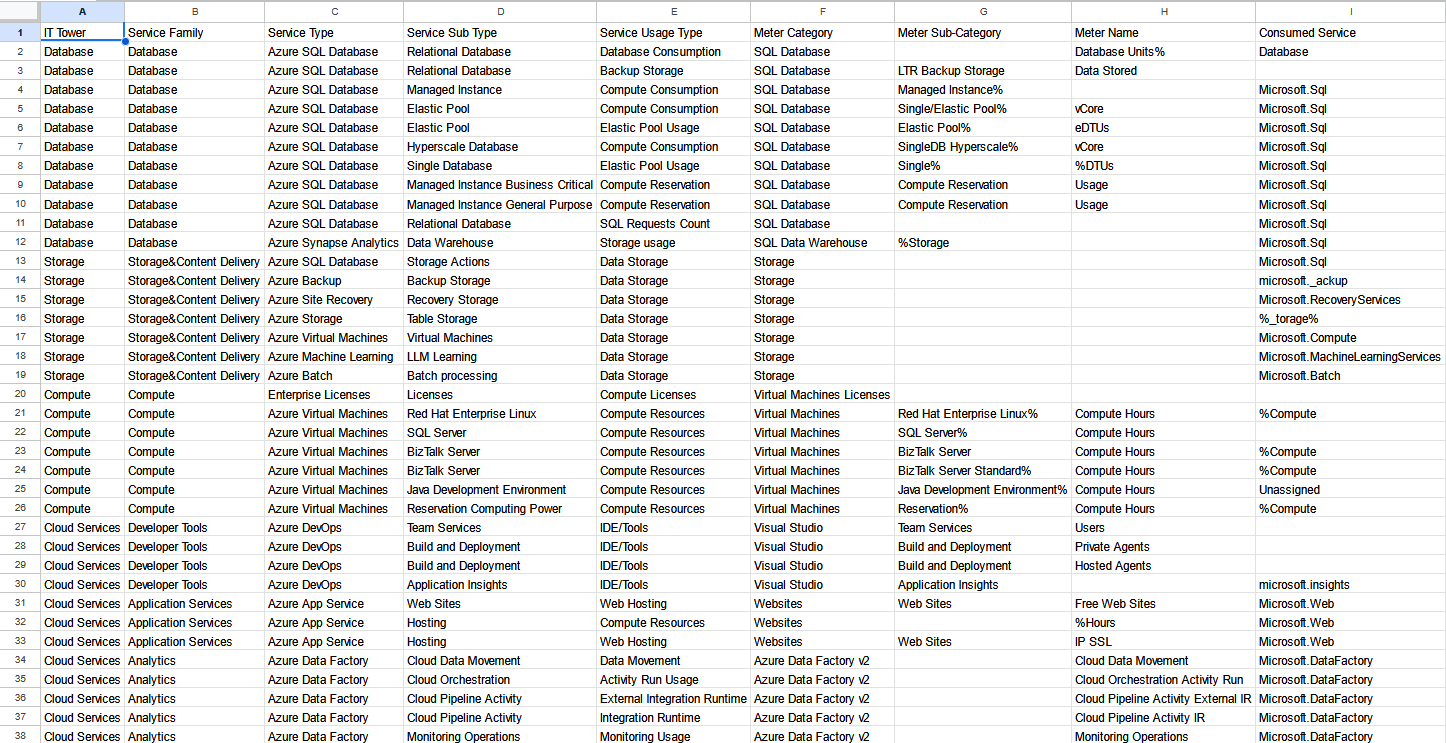 A B C D E F G H I
1 IT Tower Service Family Service Type Service Sub Type Service Usage Type Meter Category Meter Sub-Category Meter Name Consumed Service
2 Database Database Azure SQL Database Relational Database Database Consumption SQL Database Database Units% Database
3 Database Database Azure SQL Database Relational Database Backup Storage SQL Database LTR Backup Storage Data Stored
4 Database Database Azure SQL Database Managed Instance Compute Consumption SQL Database Managed Instance% Microsoft.Sql
5 Database Database Azure SQL Database Elastic Pool Compute Consumption SQL Database Single/Elastic Pool% vCore Microsoft.Sql
6 Database Database Azure SQL Database Elastic Pool Elastic Pool Usage SQL Database Elastic Pool% eDTUs Microsoft.Sql
7 Database Database Azure SQL Database Hyperscale Database Compute Consumption SQL Database SingleDB Hyperscale% vCore Microsoft.Sql
8 Database Database Azure SQL Database Single Database Elastic Pool Usage SQL Database Single% %DTUs Microsoft.Sql
9 Database Database Azure SQL Database Managed Instance Business Critical Compute Reservation SQL Database Compute Reservation Usage Microsoft.Sql
10 Database Database Azure SQL Database Managed Instance General Purpose Compute Reservation SQL Database Compute Reservation Usage Microsoft.Sql
11 Database Database Azure SQL Database Relational Database SQL Requests Count SQL Database Microsoft.Sql
12 Database Database Azure Synapse Analytics Data Warehouse Storage usage SQL Data Warehouse %Storage Microsoft.Sql
13 Storage Storage&Content Delivery Azure SQL Database Storage Actions Data Storage Storage Microsoft.Sql
14 Storage Storage&Content Delivery Azure Backup Backup Storage Data Storage Storage microsoft._ackup
15 Storage Storage&Content Delivery Azure Site Recovery Recovery Storage Data Storage Storage Microsoft.RecoveryServices
16 Storage Storage&Content Delivery Azure Storage Table Storage Data Storage Storage %_torage%
17 Storage Storage&Content Delivery Azure Virtual Machines Virtual Machines Data Storage Storage Microsoft.Compute
18 Storage Storage&Content Delivery Azure Machine Learning LLM Learning Data Storage Storage Microsoft.MachineLearningServices
19 Storage Storage&Content Delivery Azure Batch Batch processing Data Storage Storage Microsoft.Batch
20 Compute Compute Enterprise Licenses Licenses Compute Licenses Virtual Machines Licenses
21 Compute Compute Azure Virtual Machines Red Hat Enterprise Linux Compute Resources Virtual Machines Red Hat Enterprise Linux% Compute Hours %Compute
22 Compute Compute Azure Virtual Machines SQL Server Compute Resources Virtual Machines SQL Server% Compute Hours
23 Compute Compute Azure Virtual Machines BizTalk Server Compute Resources Virtual Machines BizTalk Server Compute Hours %Compute
24 Compute Compute Azure Virtual Machines BizTalk Server Compute Resources Virtual Machines BizTalk Server Standard% Compute Hours %Compute
25 Compute Compute Azure Virtual Machines Java Development Environment Compute Resources Virtual Machines Java Development Environment% Compute Hours Unassigned
26 Compute Compute Azure Virtual Machines Reservation Computing Power Compute Resources Virtual Machines Reservation% Compute Hours %Compute
27 Cloud Services Developer Tools Azure DevOps Team Services IDE/Tools Visual Studio Team Services Users
28 Cloud Services Developer Tools Azure DevOps Build and Deployment IDE/Tools Visual Studio Build and Deployment Private Agents
29 Cloud Services Developer Tools Azure DevOps Build and Deployment IDE/Tools Visual Studio Build and Deployment Hosted Agents
30 Cloud Services Developer Tools Azure DevOps Application Insights IDE/Tools Visual Studio Application Insights microsoft.insights
31 Cloud Services Application Services Azure App Service Web Sites Web Hosting Websites Web Sites Free Web Sites Microsoft.Web
32 Cloud Services Application Services Azure App Service Hosting Compute Resources Websites %Hours Microsoft.Web
33 Cloud Services Application Services Azure App Service Hosting Web Hosting Websites Web Sites IP SSL Microsoft.Web
34 Cloud Services Analytics Azure Data Factory Cloud Data Movement Data Movement Azure Data Factory v2 Cloud Data Movement Microsoft.DataFactory
35 Cloud Services Analytics Azure Data Factory Cloud Orchestration Activity Run Usage Azure Data Factory v2 Cloud Orchestration Activity Run Microsoft.DataFactory
36 Cloud Services Analytics Azure Data Factory Cloud Pipeline Activity External Integration Runtime Azure Data Factory v2 Cloud Pipeline Activity External IR Microsoft.DataFactory
37 Cloud Services Analytics Azure Data Factory Cloud Pipeline Activity Integration Runtime Azure Data Factory v2 Cloud Pipeline Activity IR Microsoft.DataFactory
38 Cloud Services Analytics Azure Data Factory Monitoring Operations Monitoring Usage Azure Data Factory v2 Monitoring Operations Microsoft.DataFactory